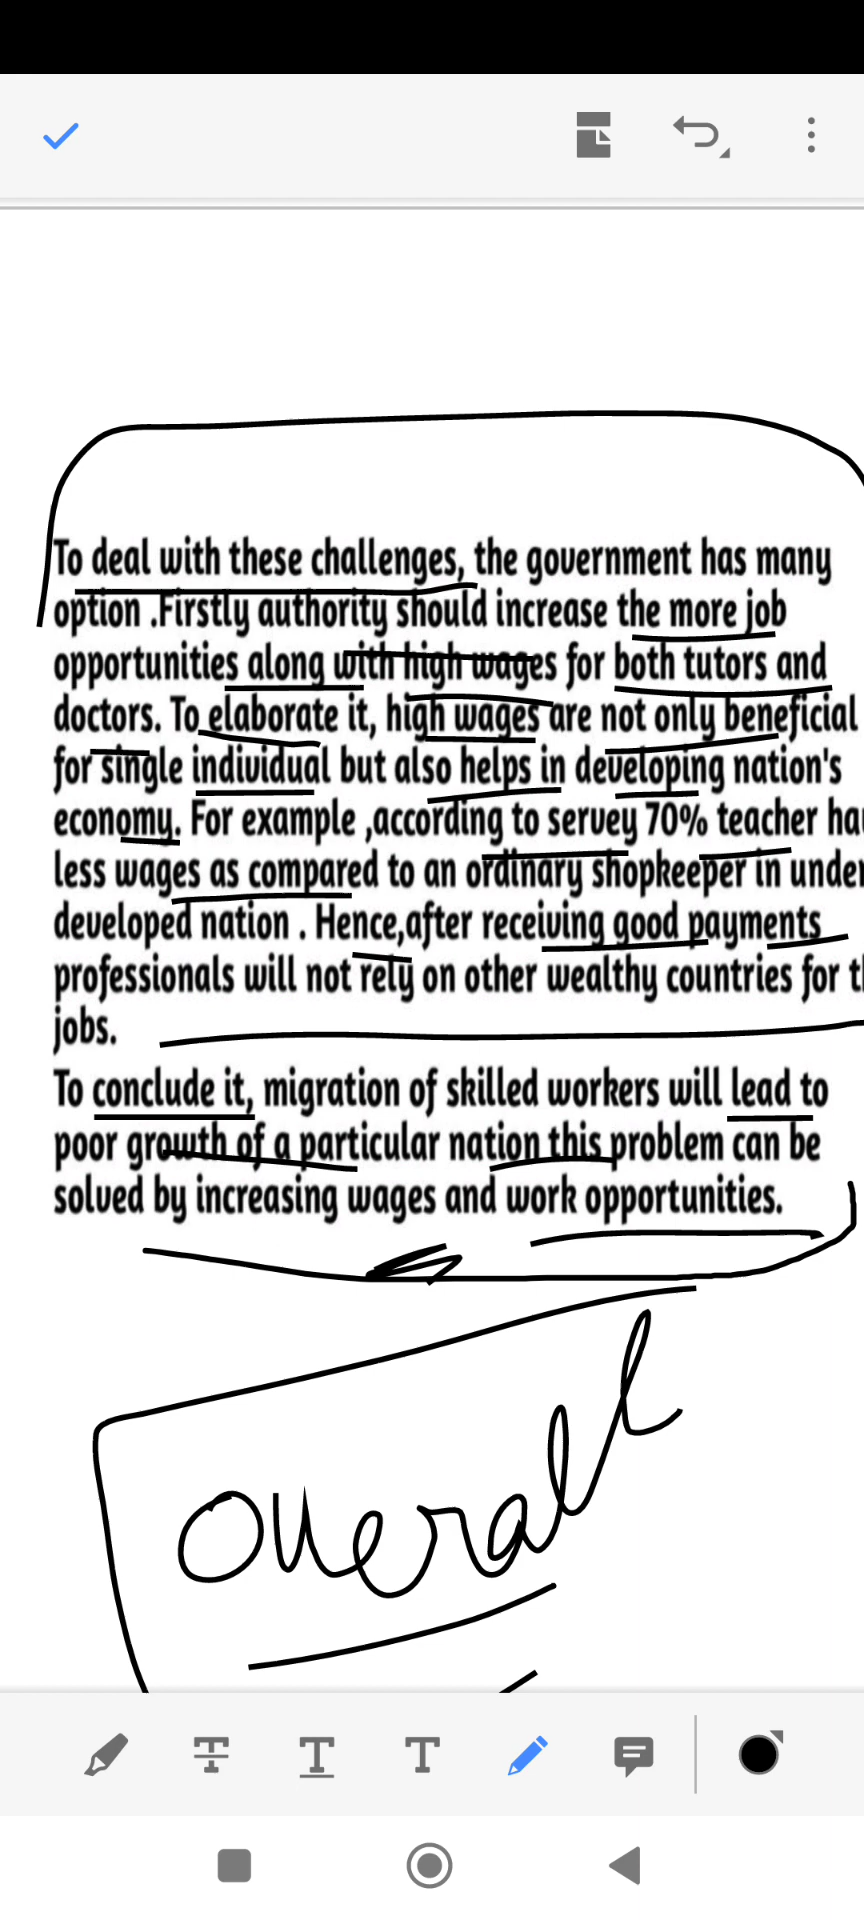 To deal with these challenges, the government has many
option .Firstly authority should increase the more job
opportunities along with high wages for both tutors and
doctors. To elaborate it, high wages are not only beneficial
for single individual but also helps in developing nation's
economy. For example ,according to servey 70% teacher
less wages as compared to an ordinary shopkeeper in under
developed nation . Hence,after receiving good payments
professionals will not rely on other wealthy countries for
jobs.
To conclude it, migration of skilled workers will lead to
poor growth of a particular nation this problem can be
solved by increasing wages and work opportunities.
overall